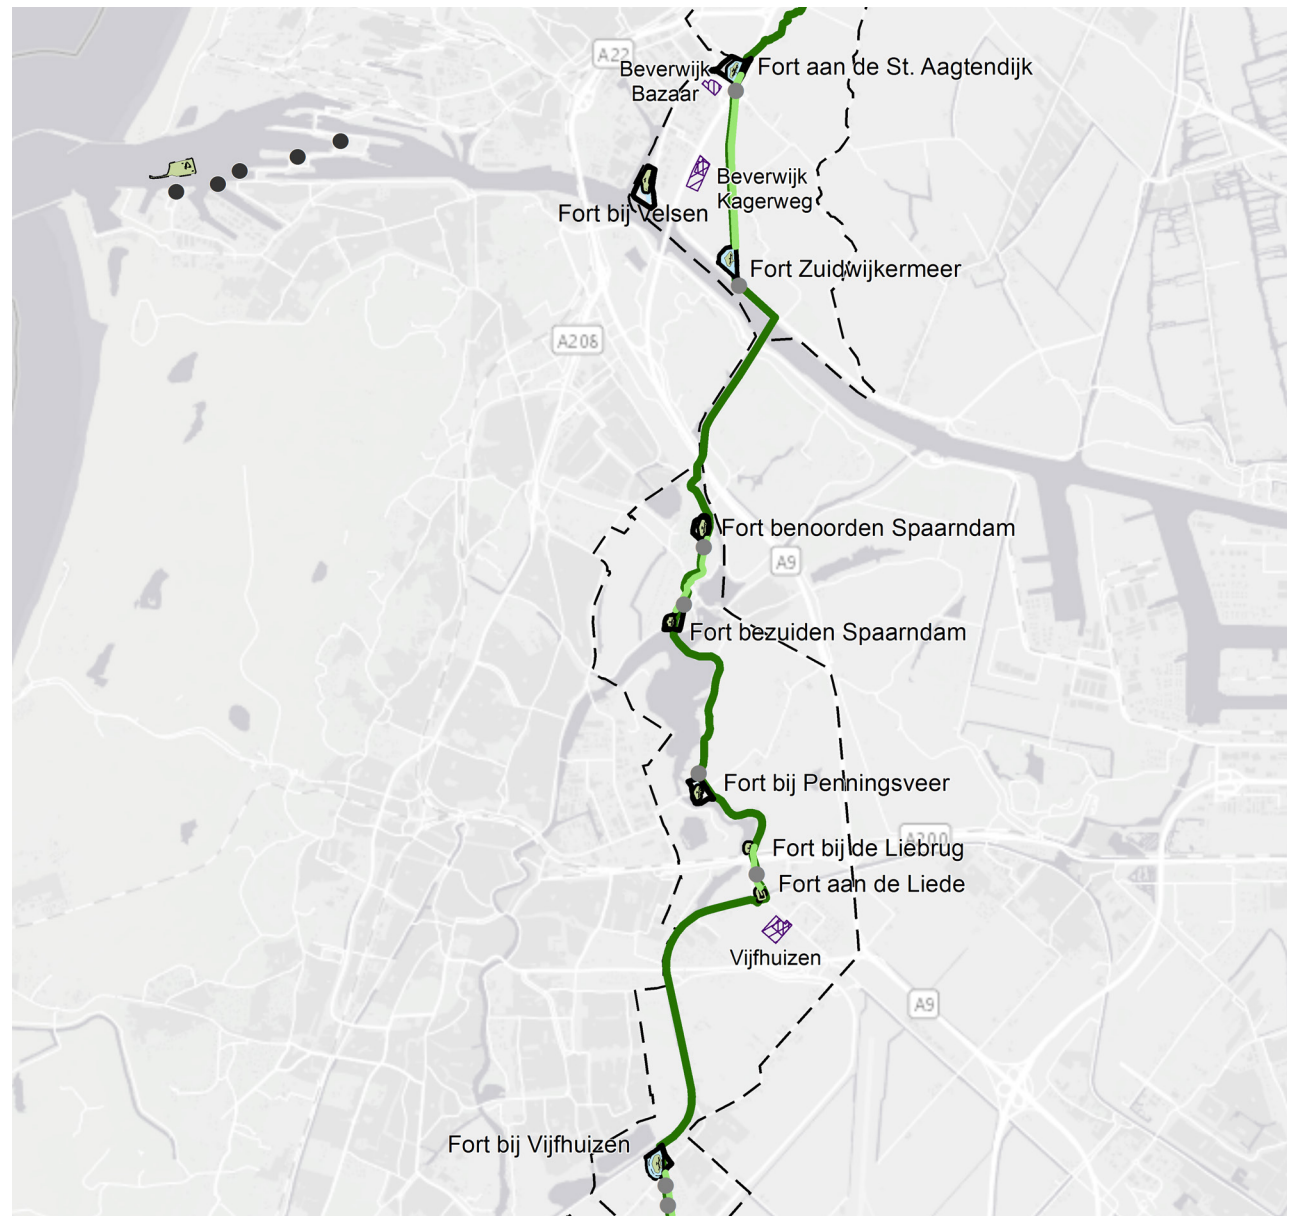 A22
Beverwijk
Bazaar
Fort aan de St. Aagtendijk
Beverwijk
Kagerweg
Fort bij Velsen
Fort Zuidwijkermeer
A208
Fort benoorden Spaarndam
A9
Fort bezuiden Spaarndam
Fort bij Penningsveer
A200
Fort bij de Liebrug
Fort aan de Liede
Vijfhuizen
A9
Fort bij Vijfhuizen